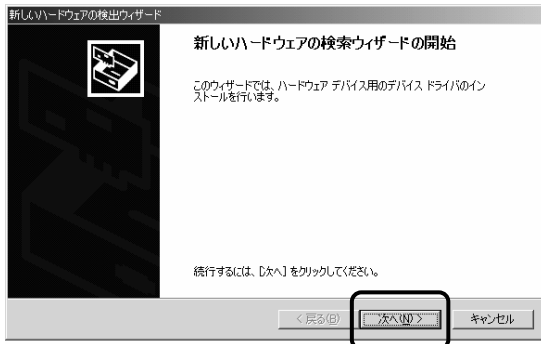 新しいハードウェアの検出ウィザード
新しいハードウェアの検索ウィザードの開始
このウィザードでは、ハードウェア デバイス用のデバイス ドライバのイン
ストールを行います。
続行するには、[次へ] をクリックしてください。
< 戻る(B)
次へ(N) >
キャンセル